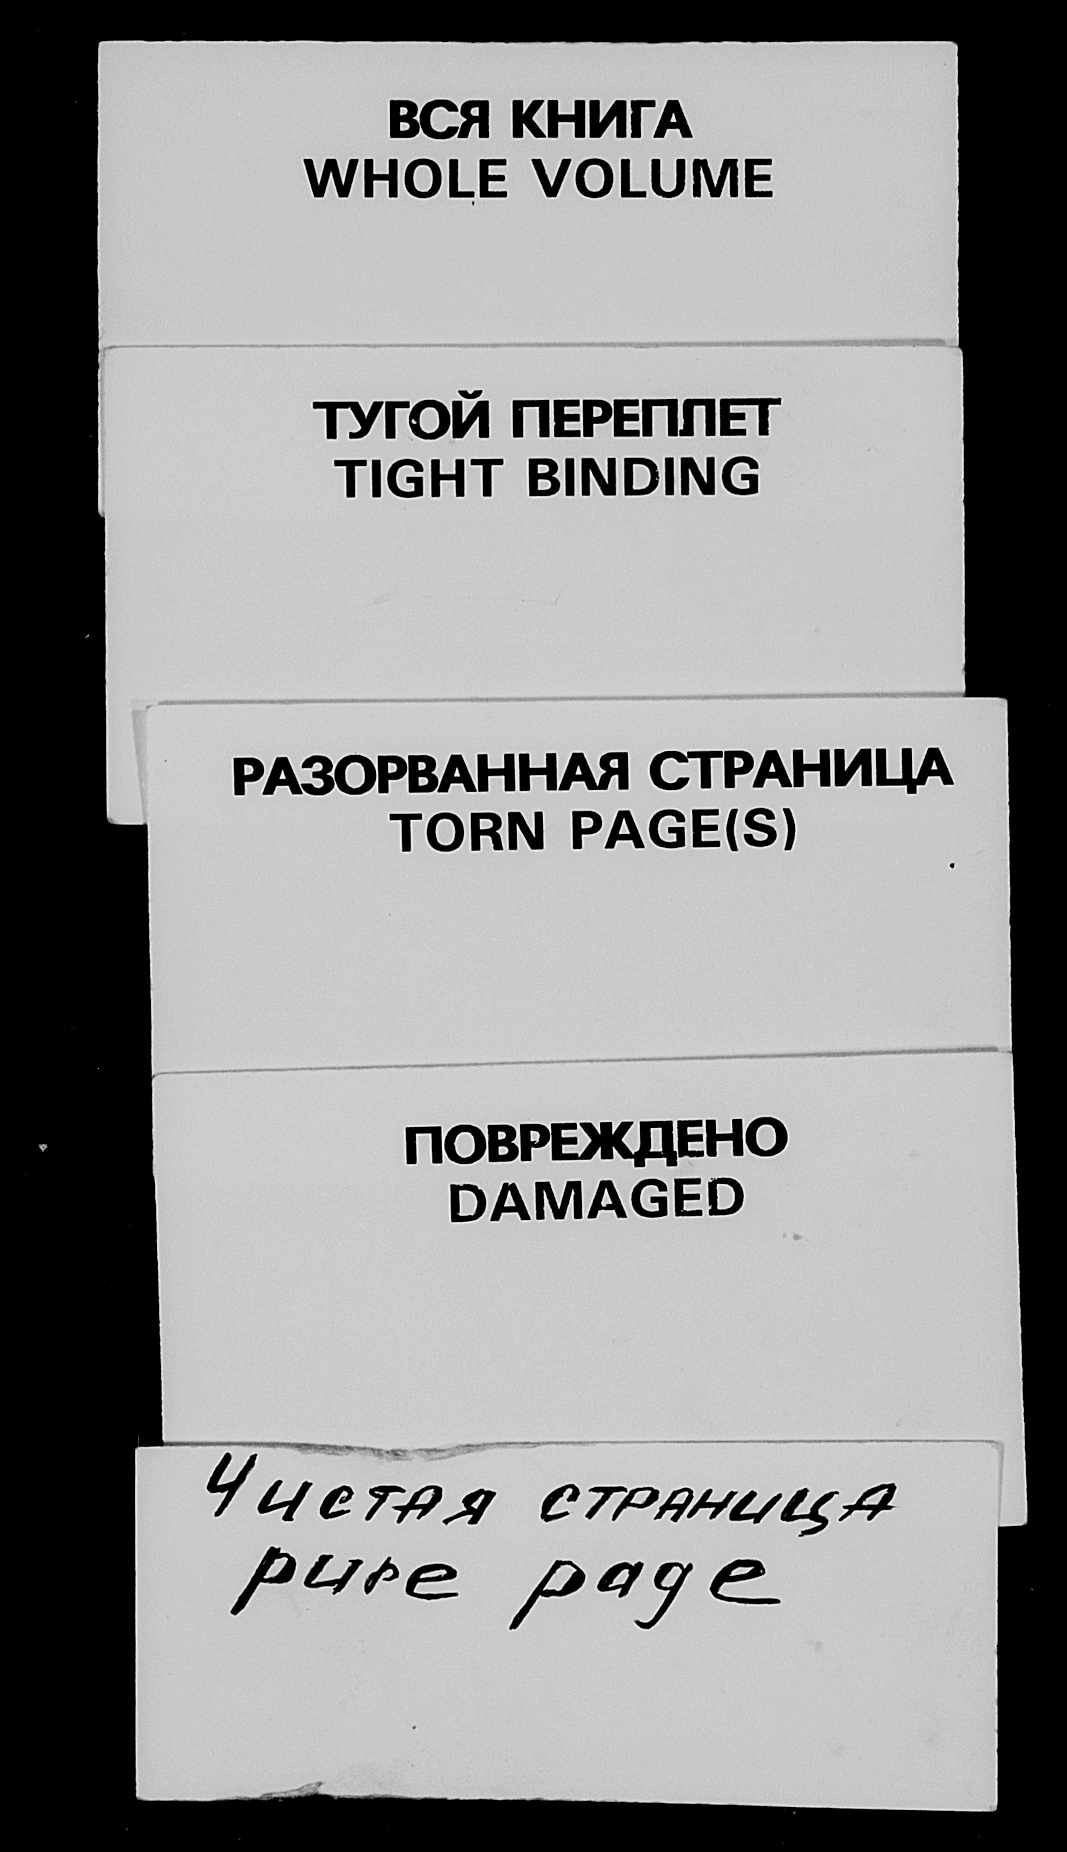 ВСЯ КНИГА
WHOLE VOLUME
ТУГОЙ ПЕРЕПЛЕТ
TIGHT BINDING
РАЗОРВАННАЯ СТРАНИЦА
TORN PAGE(S)
ПОВРЕЖДЕНО
DAMAGED
Чистая страница
pure page